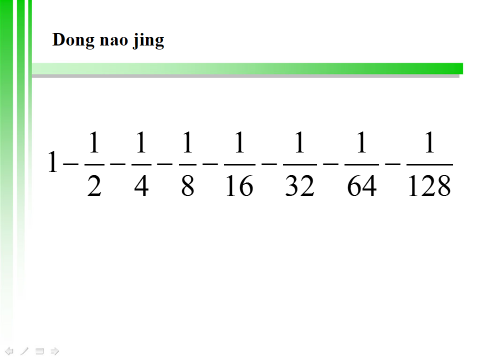 Dong nao jing
1 − 1/2 − 1/4 − 1/8 − 1/16 − 1/32 − 1/64 − 1/128